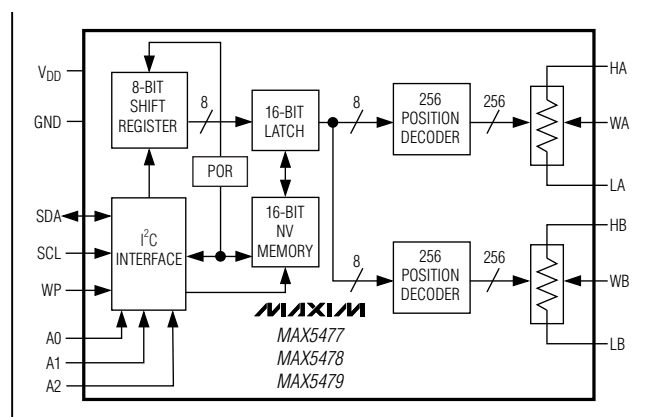 VDD
GND
SDA
SCL
WP
A0
A1
A2
8-BIT
SHIFT
REGISTER
8
16-BIT
LATCH
POR
I2C
INTERFACE
16-BIT
NV
MEMORY
8
256
POSITION
DECODER
256
8
256
POSITION
DECODER
256
HA
WA
LA
HB
WB
LB
MAXIM
MAX5477
MAX5478
MAX5479